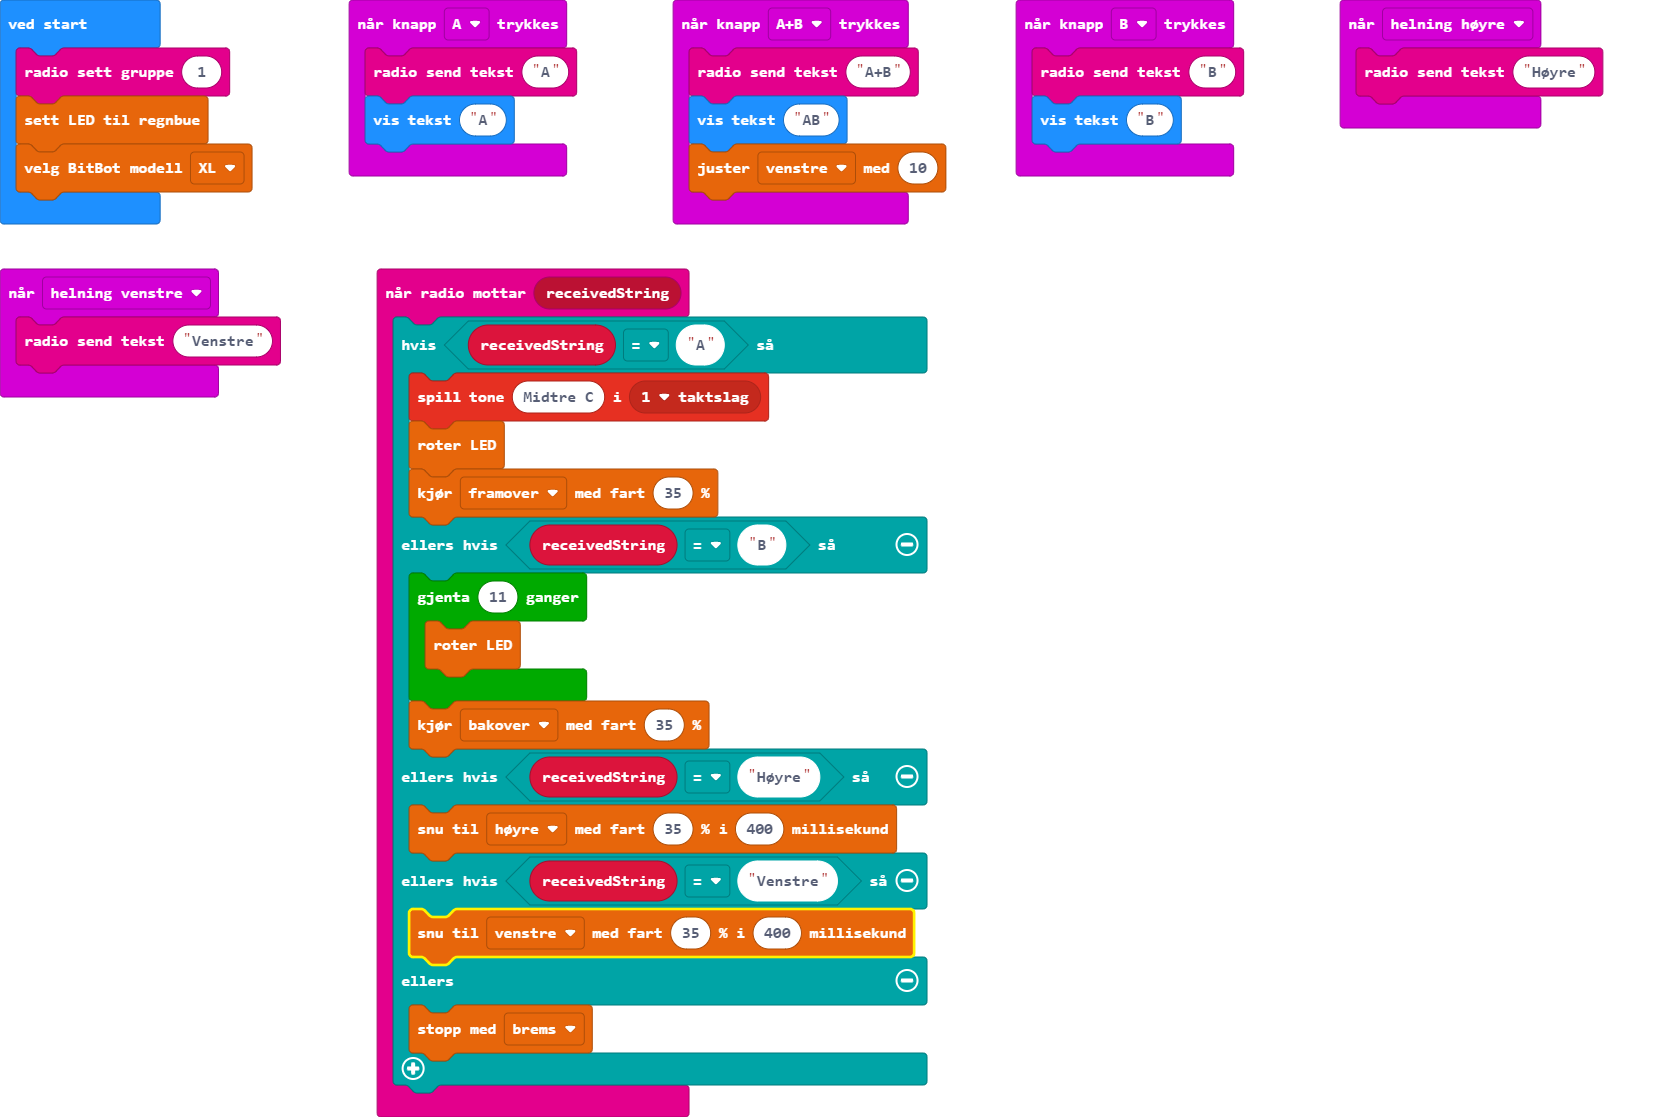 ved start
radio sett gruppe 1
sett LED til regnbue
velg BitBot modell XL
når knapp A trykkes
radio send tekst "A"
vis tekst "A"
når knapp A+B trykkes
radio send tekst "A+B"
vis tekst "AB"
juster venstre med 10
når knapp B trykkes
radio send tekst "B"
vis tekst "B"
når helning høyre
radio send tekst "Høyre"
når helning venstre
radio send tekst "Venstre"
når radio mottar receivedString
hvis receivedString = "A" så
spill tone Midtre C i 1 taktslag
roter LED
kjør framover med fart 35 %
ellers hvis receivedString = "B" så
gjenta 11 ganger
roter LED
kjør bakover med fart 35 %
ellers hvis receivedString = "Høyre" så
snu til høyre med fart 35 % i 400 millisekund
ellers hvis receivedString = "Venstre" så
snu til venstre med fart 35 % i 400 millisekund
ellers
stopp med brems